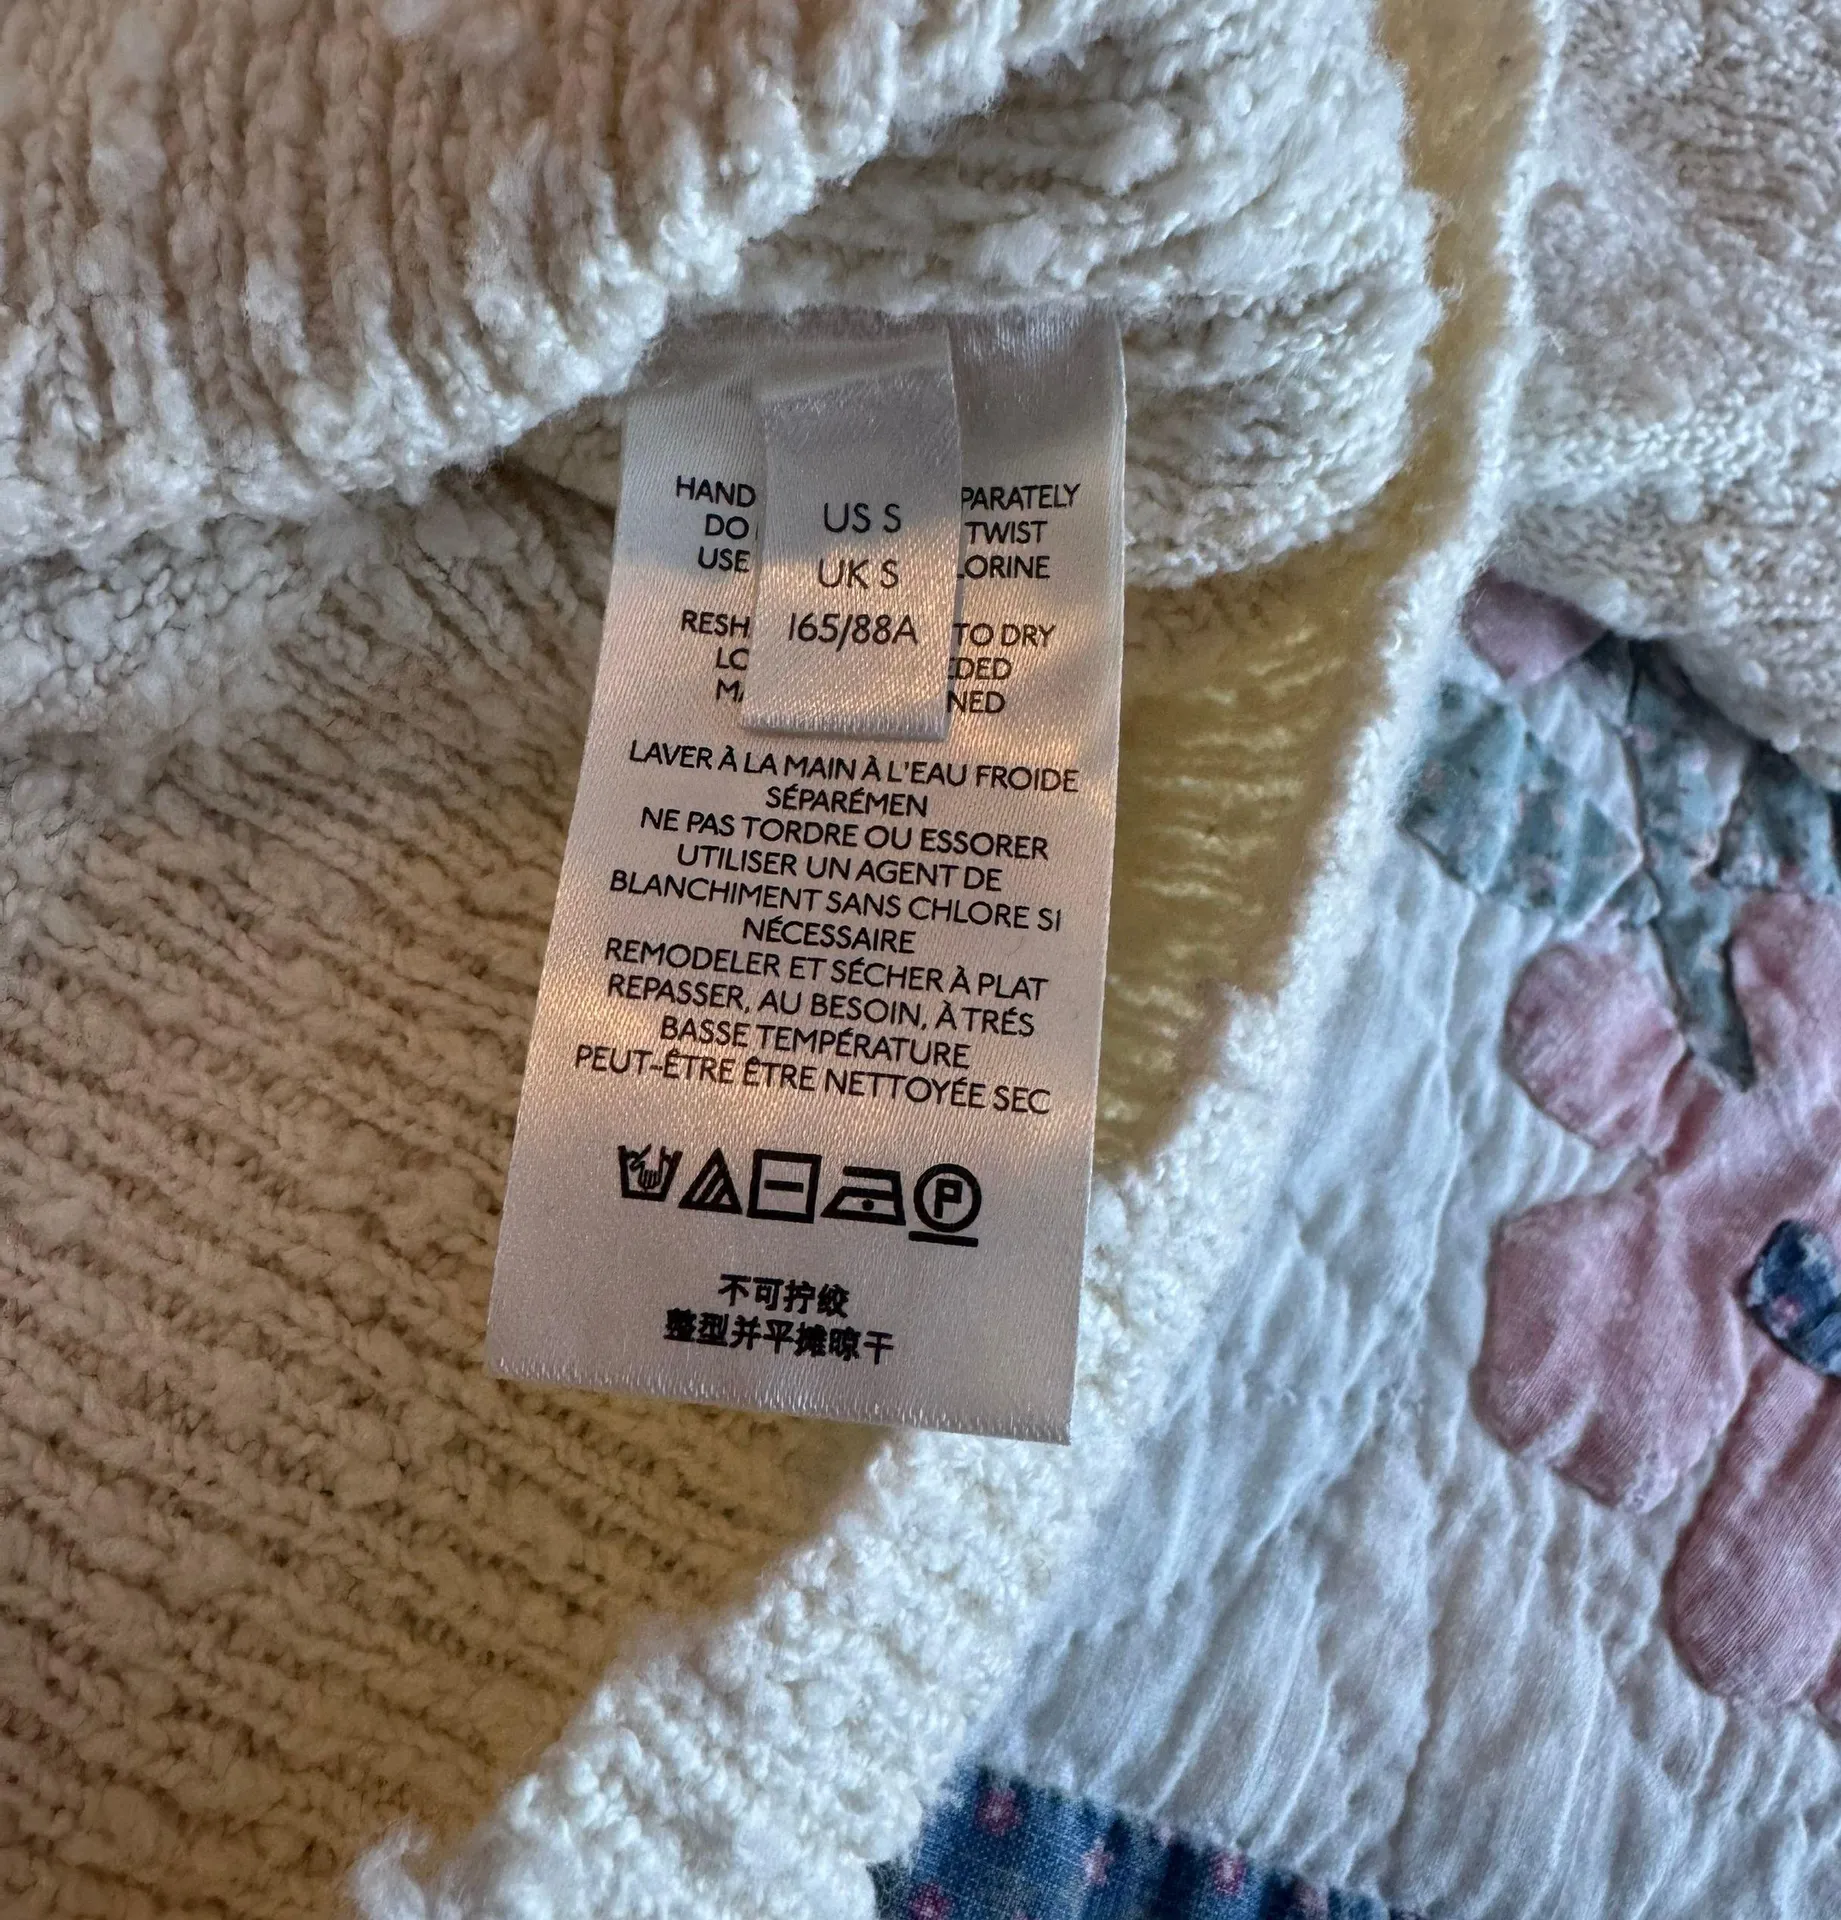 US S
UK S
165/88A
HAND PARATELY
DO TWIST
USE LORINE
RESH TO DRY
LO EDED
MA NED
LAVER À LA MAIN À L'EAU FROIDE
SÉPARÉMEN
NE PAS TORDRE OU ESSORER
UTILISER UN AGENT DE
BLANCHIMENT SANS CHLORE SI
NÉCESSAIRE
REMODELER ET SÉCHER À PLAT
REPASSER, AU BESOIN, À TRÉS
BASSE TEMPÉRATURE
PEUT-ÊTRE ÊTRE NETTOYÉE SEC
P
不可拧绞
整型并平摊晾干